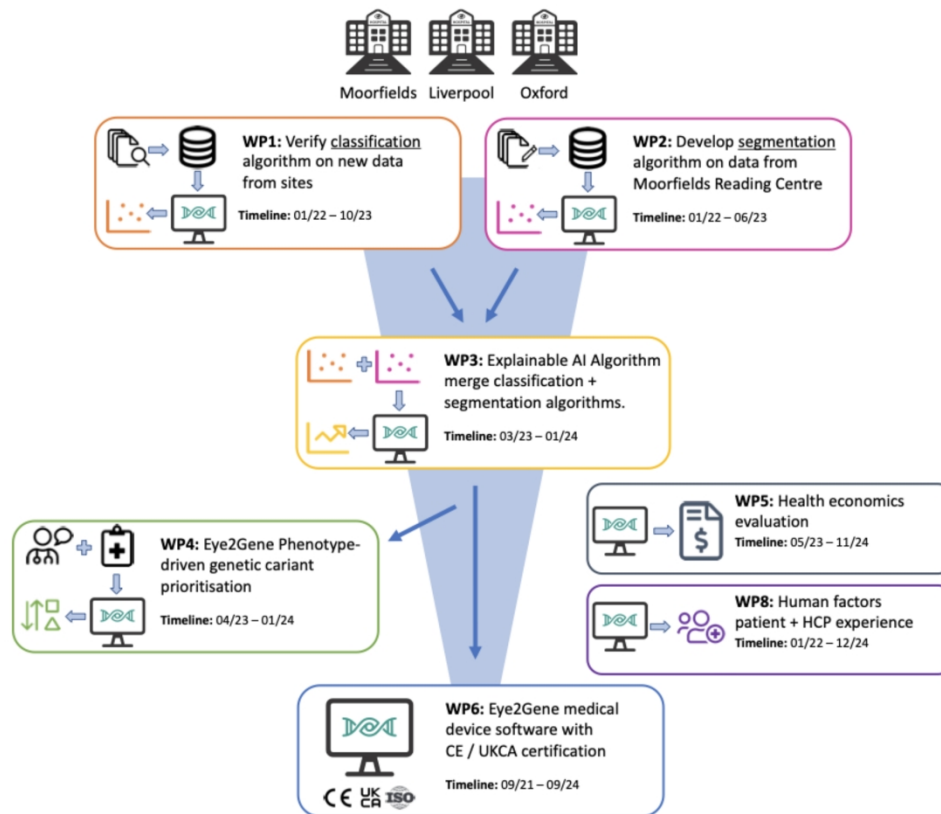 Moorfields
Liverpool
Oxford
WP1: Verify classification
algorithm on new data
from sites
Timeline: 01/22 – 10/23
WP2: Develop segmentation
algorithm on data from
Moorfields Reading Centre
Timeline: 01/22 – 06/23
WP3: Explainable AI Algorithm
merge classification +
segmentation algorithms.
Timeline: 03/23 – 01/24
WP4: Eye2Gene Phenotype-
driven genetic cariant
prioritisation
Timeline: 04/23 – 01/24
WP5: Health economics
evaluation
Timeline: 05/23 – 11/24
WP8: Human factors
patient + HCP experience
Timeline: 01/22 – 12/24
WP6: Eye2Gene medical
device software with
CE / UKCA certification
Timeline: 09/21 – 09/24
CE
UK
CA
ISO